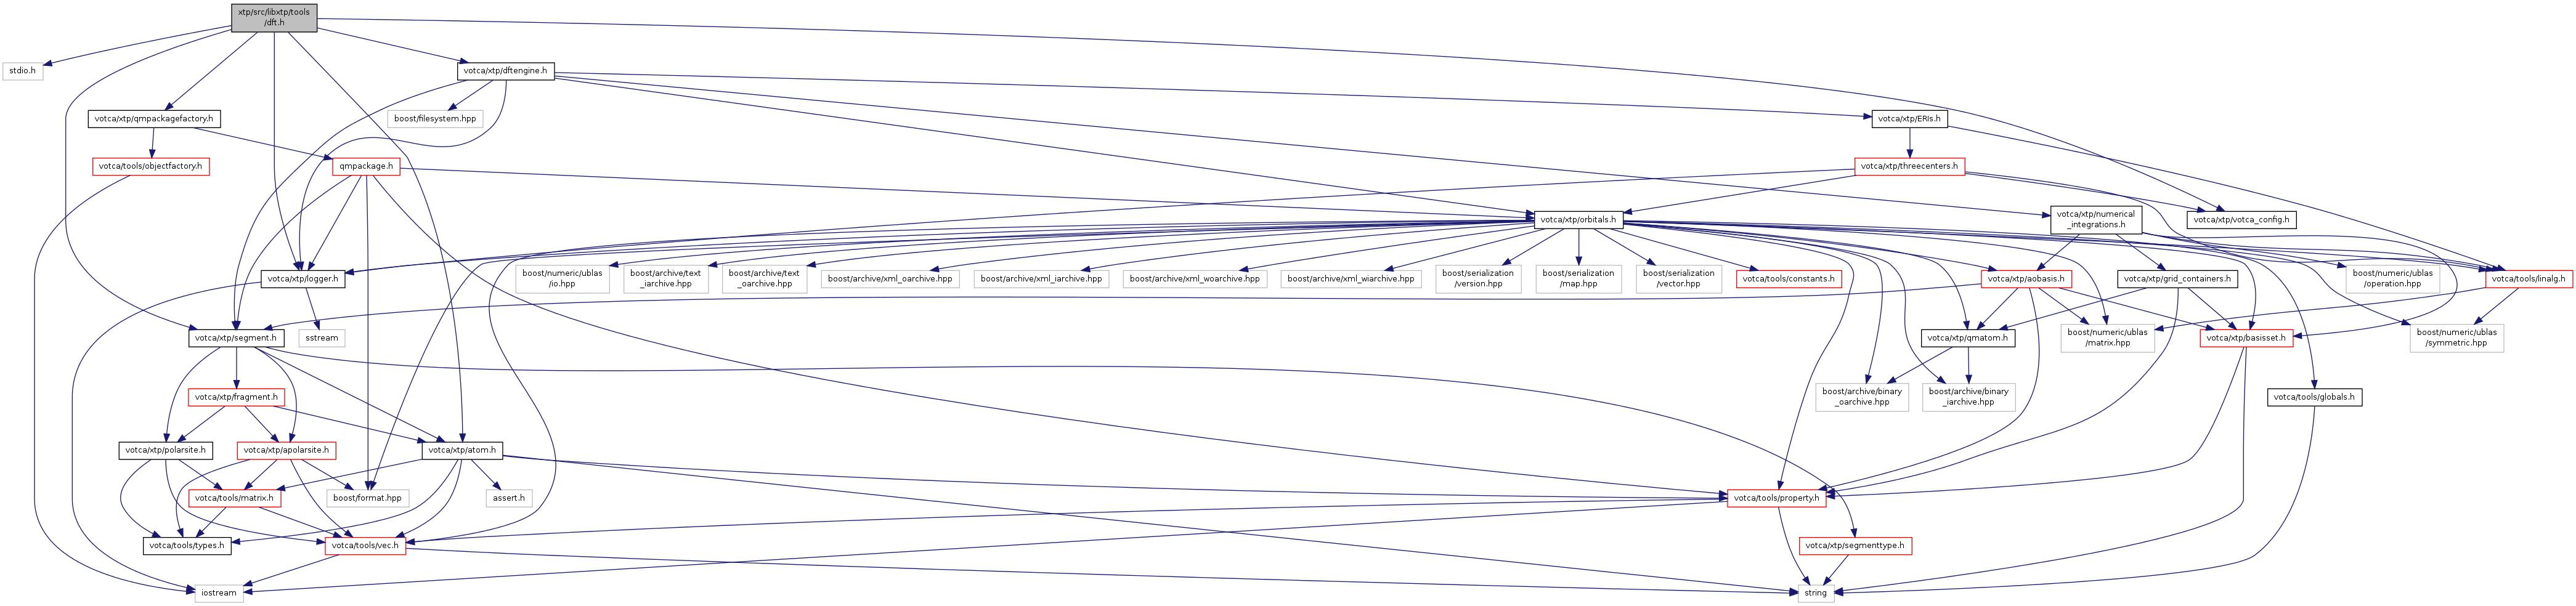 xtp/src/libxtp/tools
/dft.h
stdio.h
votca/xtp/dftengine.h
votca/xtp/qmpackagefactory.h
boost/filesystem.hpp
votca/xtp/ERIs.h
votca/tools/objectfactory.h
qmpackage.h
votca/xtp/threecenters.h
votca/xtp/orbitals.h
votca/xtp/numerical
_integrations.h
votca/xtp/votca_config.h
votca/xtp/logger.h
boost/numeric/ublas
/io.hpp
boost/archive/text
_iarchive.hpp
boost/archive/text
_oarchive.hpp
boost/archive/xml_oarchive.hpp
boost/archive/xml_iarchive.hpp
boost/archive/xml_woarchive.hpp
boost/archive/xml_wiarchive.hpp
boost/serialization
/version.hpp
boost/serialization
/map.hpp
boost/serialization
/vector.hpp
votca/tools/constants.h
votca/xtp/aobasis.h
votca/xtp/grid_containers.h
boost/numeric/ublas
/operation.hpp
votca/tools/linalg.h
votca/xtp/segment.h
sstream
votca/xtp/qmatom.h
boost/numeric/ublas
/matrix.hpp
votca/xtp/basisset.h
boost/numeric/ublas
/symmetric.hpp
votca/xtp/fragment.h
boost/archive/binary
_oarchive.hpp
boost/archive/binary
_iarchive.hpp
votca/tools/globals.h
votca/xtp/polarsite.h
votca/xtp/apolarsite.h
votca/xtp/atom.h
votca/tools/matrix.h
boost/format.hpp
assert.h
votca/tools/property.h
votca/tools/types.h
votca/tools/vec.h
votca/xtp/segmenttype.h
iostream
string